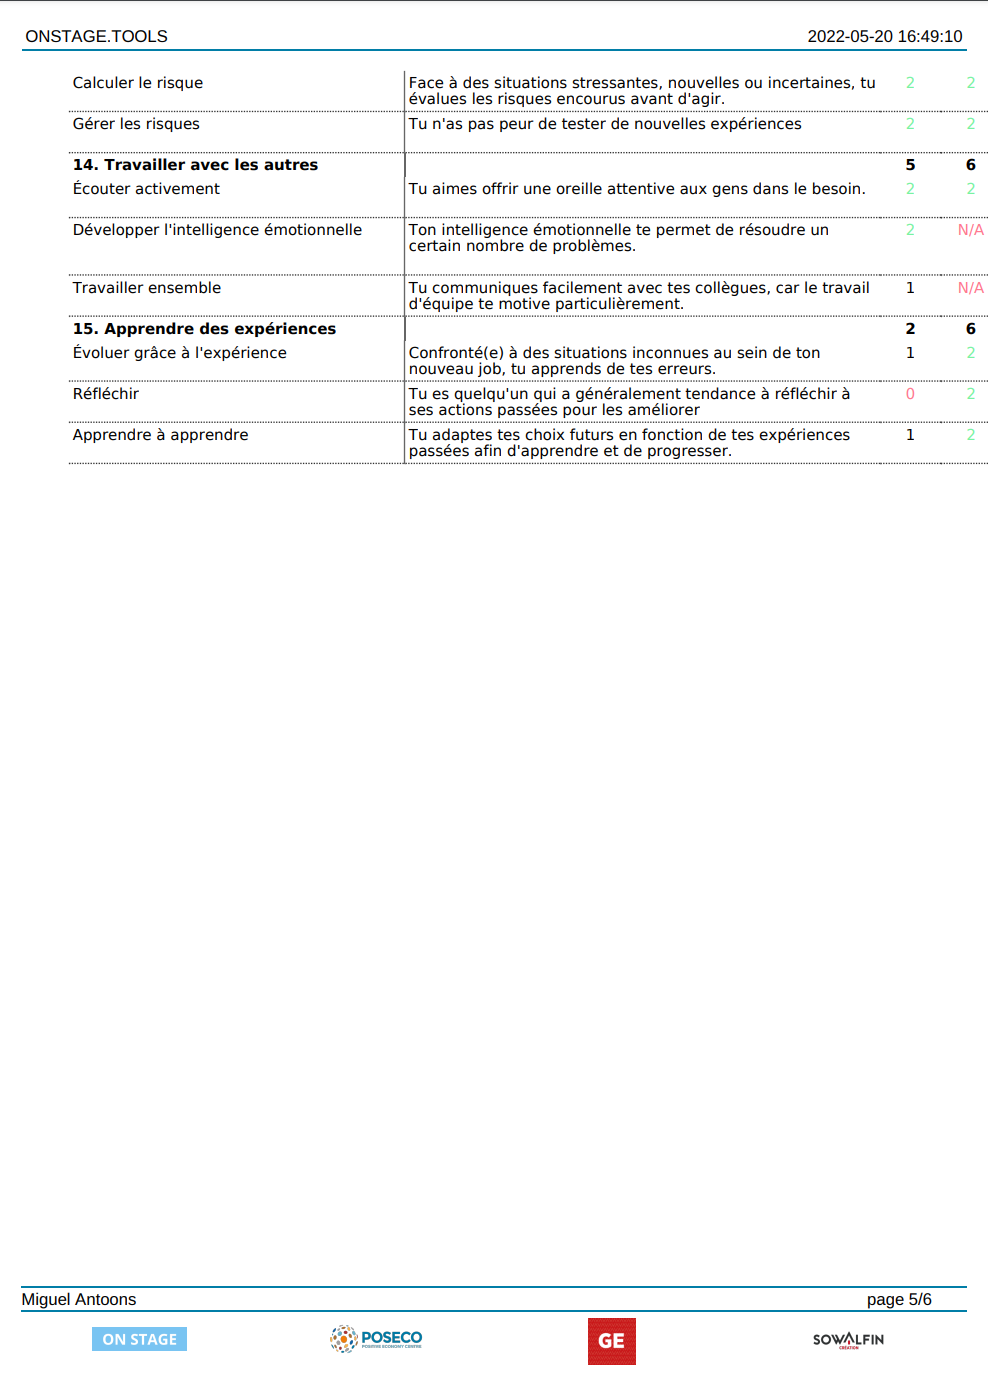 ONSTAGE.TOOLS 2022-05-20 16:49:10
Calculer le risque Face à des situations stressantes, nouvelles ou incertaines, tu 2 2
évalues les risques encourus avant d'agir.
Gérer les risques Tu n'as pas peur de tester de nouvelles expériences 2 2
14. Travailler avec les autres 5 6
Écouter activement Tu aimes offrir une oreille attentive aux gens dans le besoin. 2 2
Développer l'intelligence émotionnelle Ton intelligence émotionnelle te permet de résoudre un 2 N/A
certain nombre de problèmes.
Travailler ensemble Tu communiques facilement avec tes collègues, car le travail 1 N/A
d'équipe te motive particulièrement.
15. Apprendre des expériences 2 6
Évoluer grâce à l'expérience Confronté(e) à des situations inconnues au sein de ton 1 2
nouveau job, tu apprends de tes erreurs.
Réfléchir Tu es quelqu'un qui a généralement tendance à réfléchir à 0 2
ses actions passées pour les améliorer
Apprendre à apprendre Tu adaptes tes choix futurs en fonction de tes expériences 1 2
passées afin d'apprendre et de progresser.
Miguel Antoons page 5/6
ON STAGE POSECO GE SOWALFIN
POSITIVE ECONOMY CENTRE CREATION